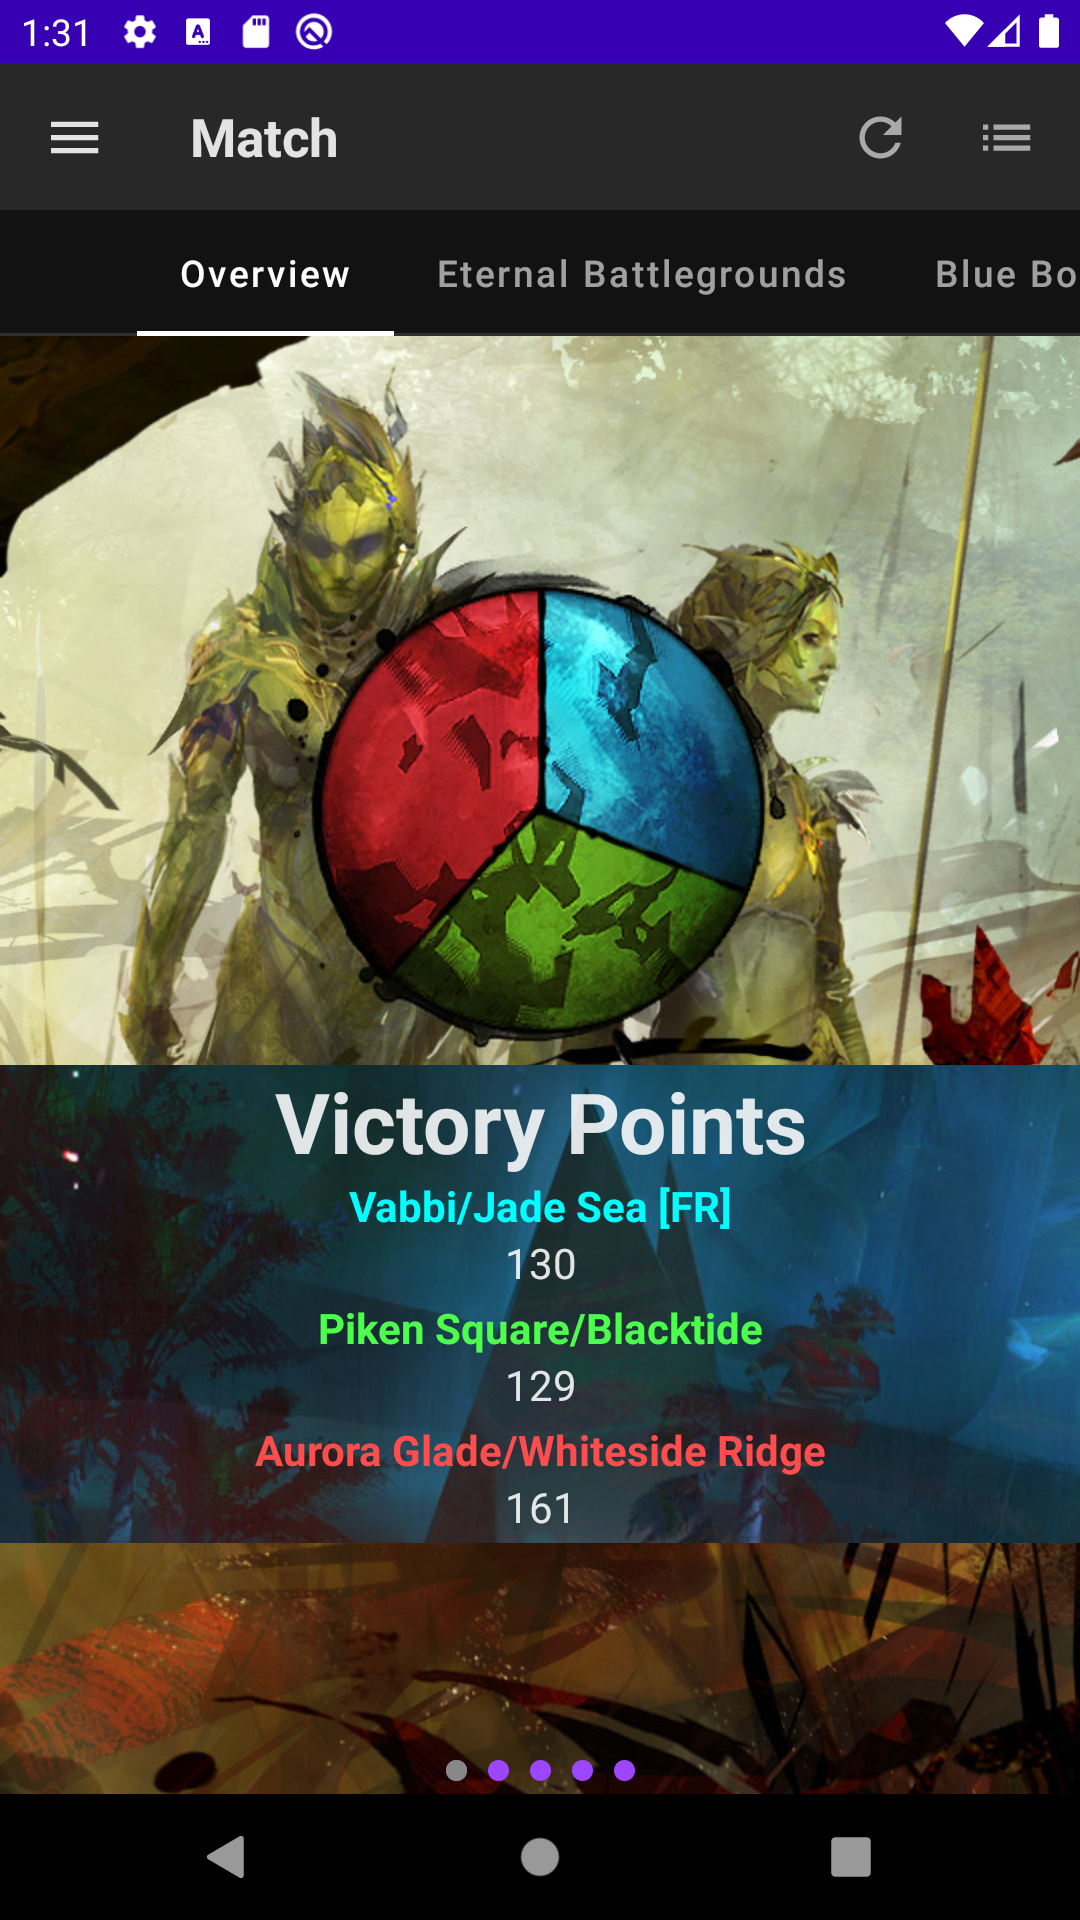 1:31
Match
Overview
Eternal Battlegrounds
Blue Bo
Victory Points
Vabbi/Jade Sea [FR]
130
Piken Square/Blacktide
129
Aurora Glade/Whiteside Ridge
161